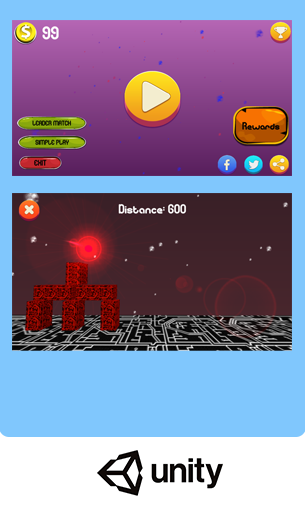 $ 99
LEADER MATCH
SIMPLE PLAY
EXIT
Rewards
Distance: 600
unity